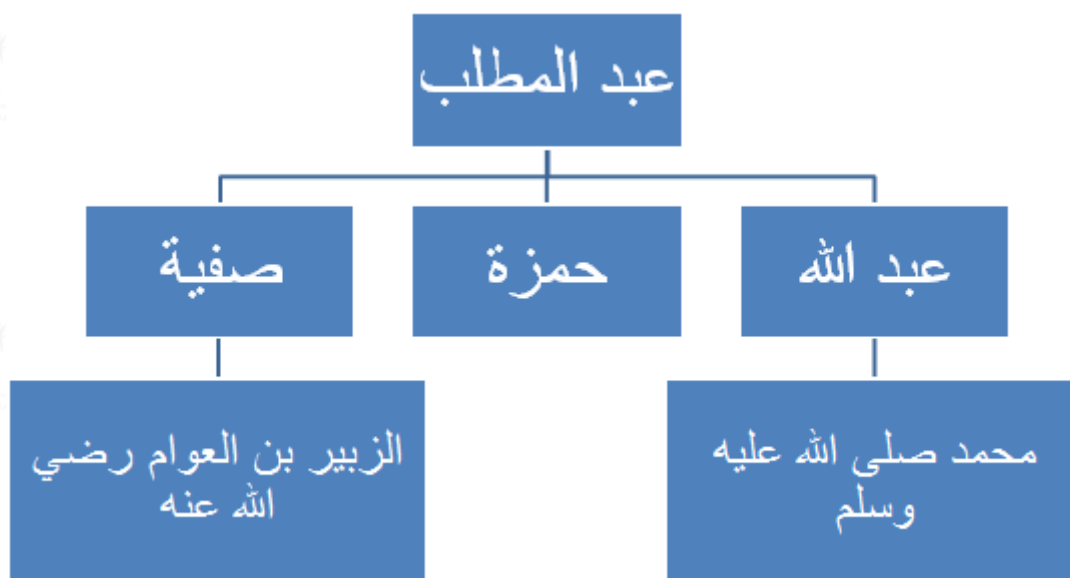 عبد المطلب
عبد الله
حمزة
صفية
محمد صلى الله عليه
وسلم
الزبير بن العوام رضي
الله عنه